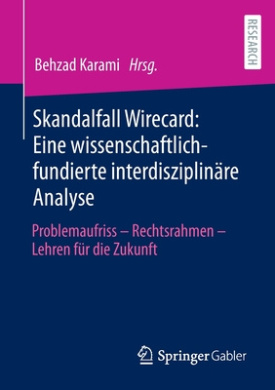 Behzad Karami Hrsg.
RESEARCH
Skandalfall Wirecard:
Eine wissenschaftlich-
fundierte interdisziplinäre
Analyse
Problemaufriss – Rechtsrahmen –
Lehren für die Zukunft
Springer Gabler